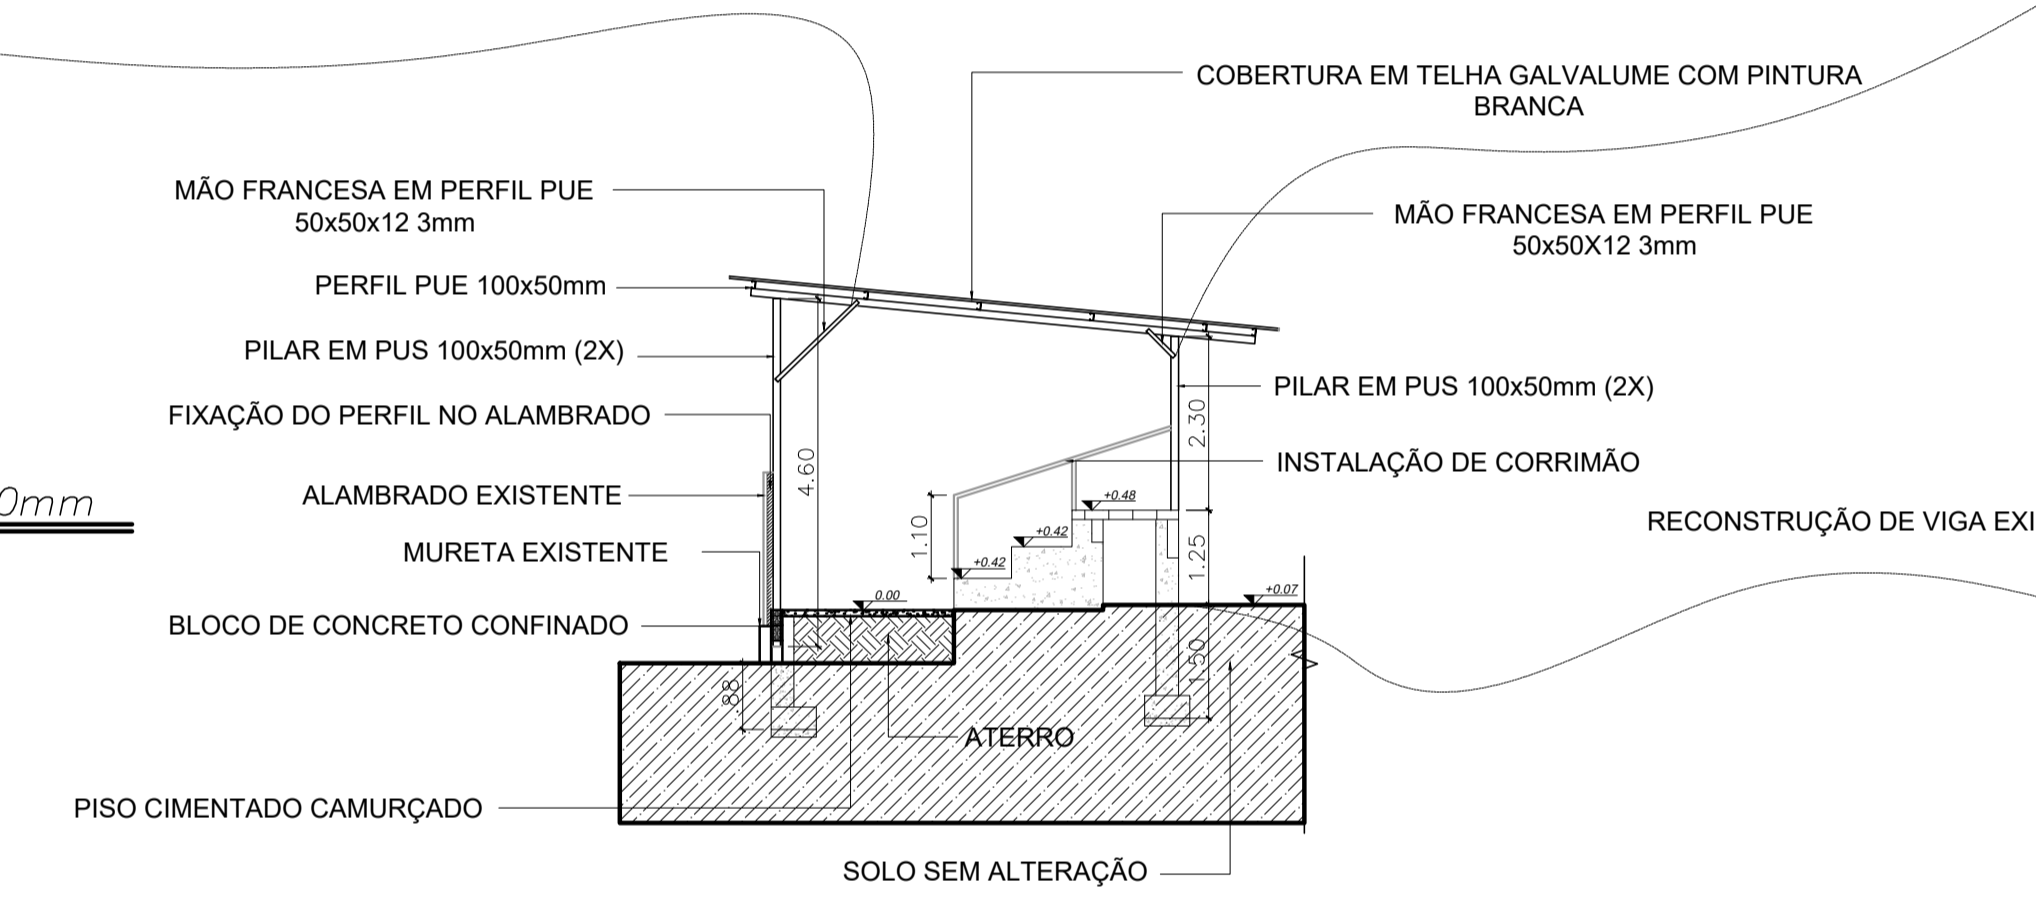 COBERTURA EM TELHA GALVALUME COM PINTURA
BRANCA
MÃO FRANCESA EM PERFIL PUE
50x50x12 3mm
MÃO FRANCESA EM PERFIL PUE
50x50X12 3mm
PERFIL PUE 100x50mm
PILAR EM PUS 100x50mm (2X)
PILAR EM PUS 100x50mm (2X)
FIXAÇÃO DO PERFIL NO ALAMBRADO
2.30
4.60
INSTALAÇÃO DE CORRIMÃO
ALAMBRADO EXISTENTE
0mm
+0.48
1.10
+0.42
+0.42
RECONSTRUÇÃO DE VIGA EXI
MURETA EXISTENTE
1.25
0.00
+0.07
BLOCO DE CONCRETO CONFINADO
.88
1.50
ATERRO
PISO CIMENTADO CAMURÇADO
SOLO SEM ALTERAÇÃO